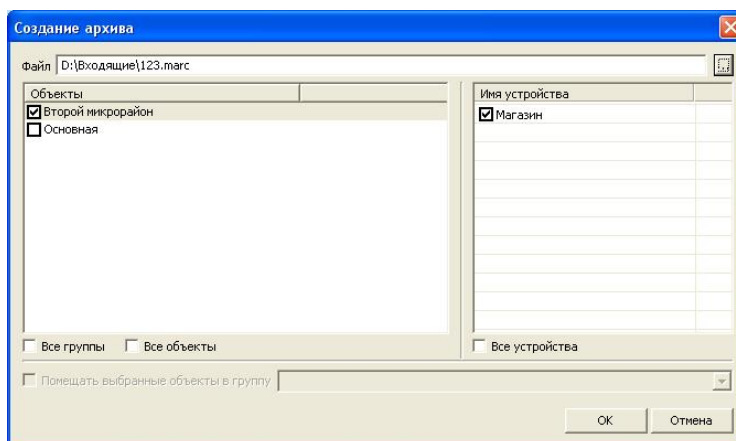 Создание архива
Файл D:\Входящие\123.marc ...
Объекты Имя устройства
Второй микрорайон Магазин
Основная
Все группы Все объекты Все устройства
Помещать выбранные объекты в группу
ОК Отмена